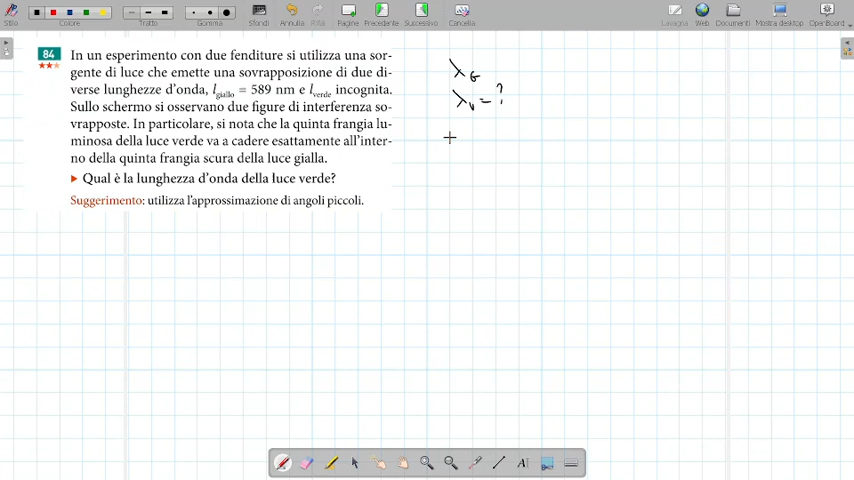 Stilo
Colore
Tratto
Gomma
Sfondi
Annulla
Rifai
Pagine
Precedente
Successivo
Cancella
Lavagna
Web
Documenti
Mostra desktop
OpenBoard
84 In un esperimento con due fenditure si utilizza una sor-
gente di luce che emette una sovrapposizione di due di-
verse lunghezze d'onda, l giallo = 589 nm e l verde incognita.
Sullo schermo si osservano due figure di interferenza so-
vrapposte. In particolare, si nota che la quinta frangia lu-
minosa della luce verde va a cadere esattamente all'inter-
no della quinta frangia scura della luce gialla.
▶ Qual è la lunghezza d'onda della luce verde?
Suggerimento: utilizza l'approssimazione di angoli piccoli.
λG
λV = ?